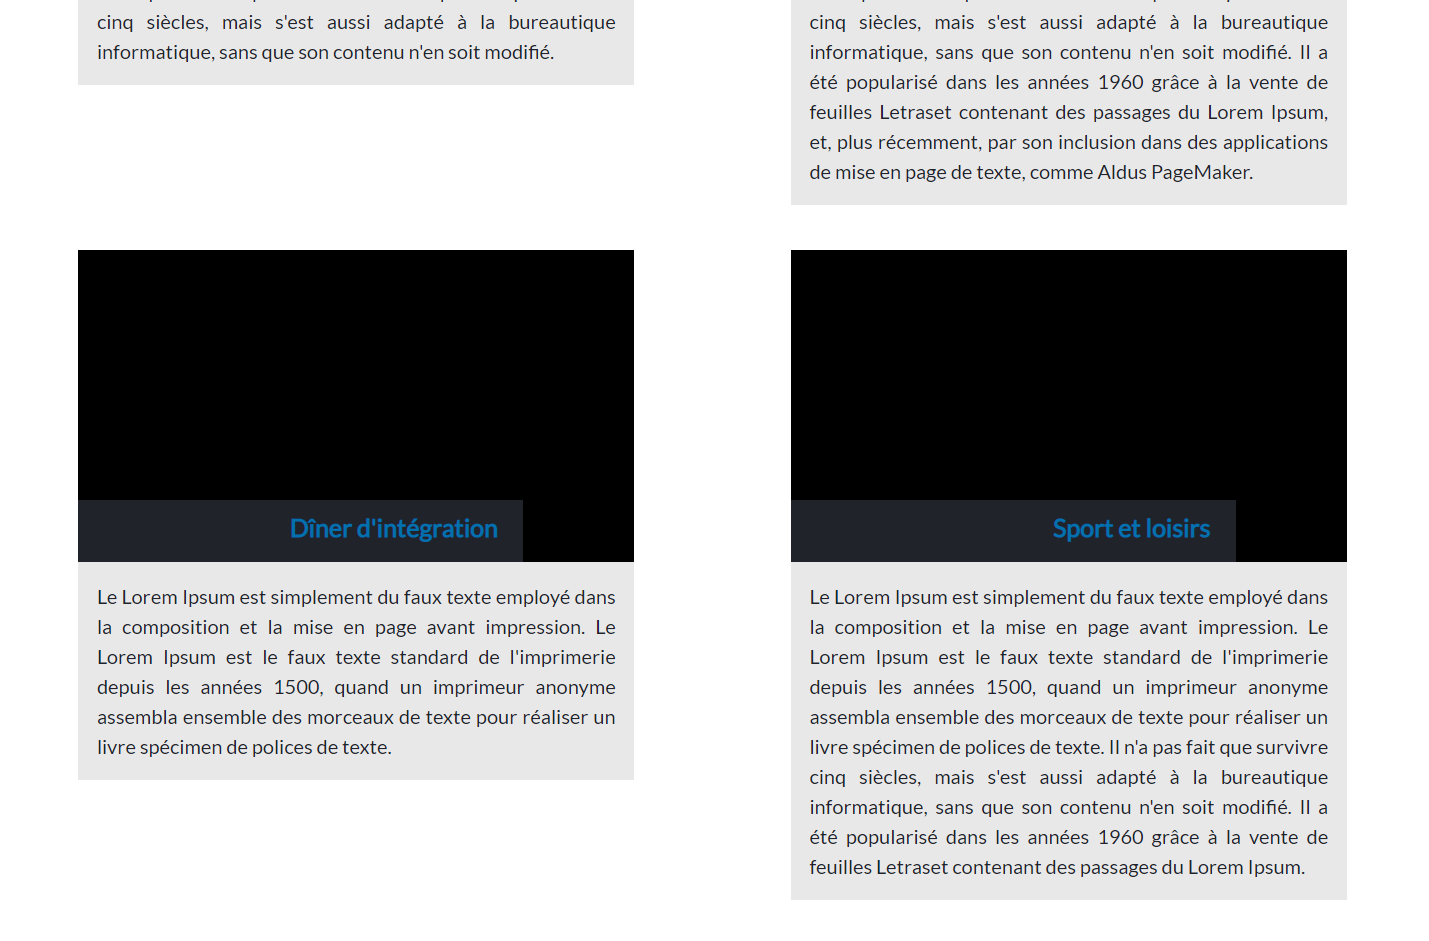 cinq siècles, mais s'est aussi adapté à la bureautique
informatique, sans que son contenu n'en soit modifié.
cinq siècles, mais s'est aussi adapté à la bureautique
informatique, sans que son contenu n'en soit modifié. Il a
été popularisé dans les années 1960 grâce à la vente de
feuilles Letraset contenant des passages du Lorem Ipsum,
et, plus récemment, par son inclusion dans des applications
de mise en page de texte, comme Aldus PageMaker.
Dîner d'intégration
Le Lorem Ipsum est simplement du faux texte employé dans
la composition et la mise en page avant impression. Le
Lorem Ipsum est le faux texte standard de l'imprimerie
depuis les années 1500, quand un imprimeur anonyme
assembla ensemble des morceaux de texte pour réaliser un
livre spécimen de polices de texte.
Sport et loisirs
Le Lorem Ipsum est simplement du faux texte employé dans
la composition et la mise en page avant impression. Le
Lorem Ipsum est le faux texte standard de l'imprimerie
depuis les années 1500, quand un imprimeur anonyme
assembla ensemble des morceaux de texte pour réaliser un
livre spécimen de polices de texte. Il n'a pas fait que survivre
cinq siècles, mais s'est aussi adapté à la bureautique
informatique, sans que son contenu n'en soit modifié. Il a
été popularisé dans les années 1960 grâce à la vente de
feuilles Letraset contenant des passages du Lorem Ipsum.